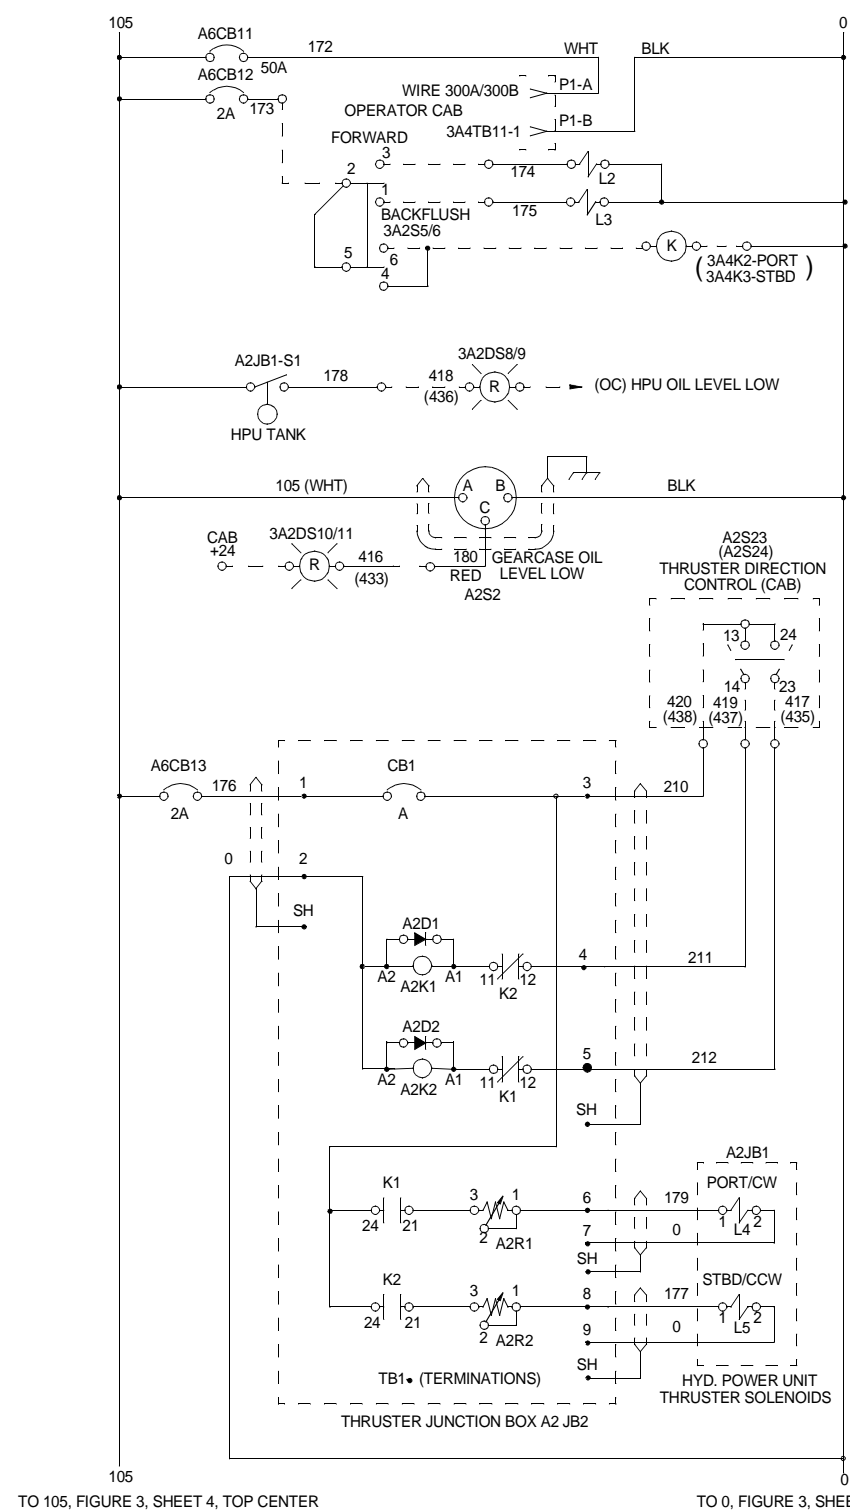 105
0
A6CB11
172
WHT
BLK
50A
A6CB12
2A
173
WIRE 300A/300B
P1-A
OPERATOR CAB
3A4TB11-1
P1-B
FORWARD
3
2
174
L2
1
175
L3
BACKFLUSH
3A2S5/6
5
6
4
K
(3A4K2-PORT
3A4K3-STBD)
A2JB1-S1
178
HPU TANK
3A2DS8/9
418
(436)
R
(OC) HPU OIL LEVEL LOW
105 (WHT)
A
B
C
BLK
CAB
+24
3A2DS10/11
R
416
(433)
180
RED
A2S2
GEARCASE OIL
LEVEL LOW
A2S23
(A2S24)
THRUSTER DIRECTION
CONTROL (CAB)
13
24
14
23
420
(438)
419
(437)
417
(435)
A6CB13
2A
176
1
CB1
A
3
210
0
2
SH
A2D1
A2
A2K1
A1
11
12
K2
4
211
A2D2
A2
A2K2
A1
11
12
K1
5
212
SH
K1
24
21
3
1
2
A2R1
6
179
7
0
SH
A2JB1
PORT/CW
1
2
L4
K2
24
21
3
1
2
A2R2
8
177
9
0
SH
STBD/CCW
1
2
L5
TB1 (TERMINATIONS)
HYD. POWER UNIT
THRUSTER SOLENOIDS
THRUSTER JUNCTION BOX A2 JB2
105
0
TO 105, FIGURE 3, SHEET 4, TOP CENTER
TO 0, FIGURE 3, SHEE